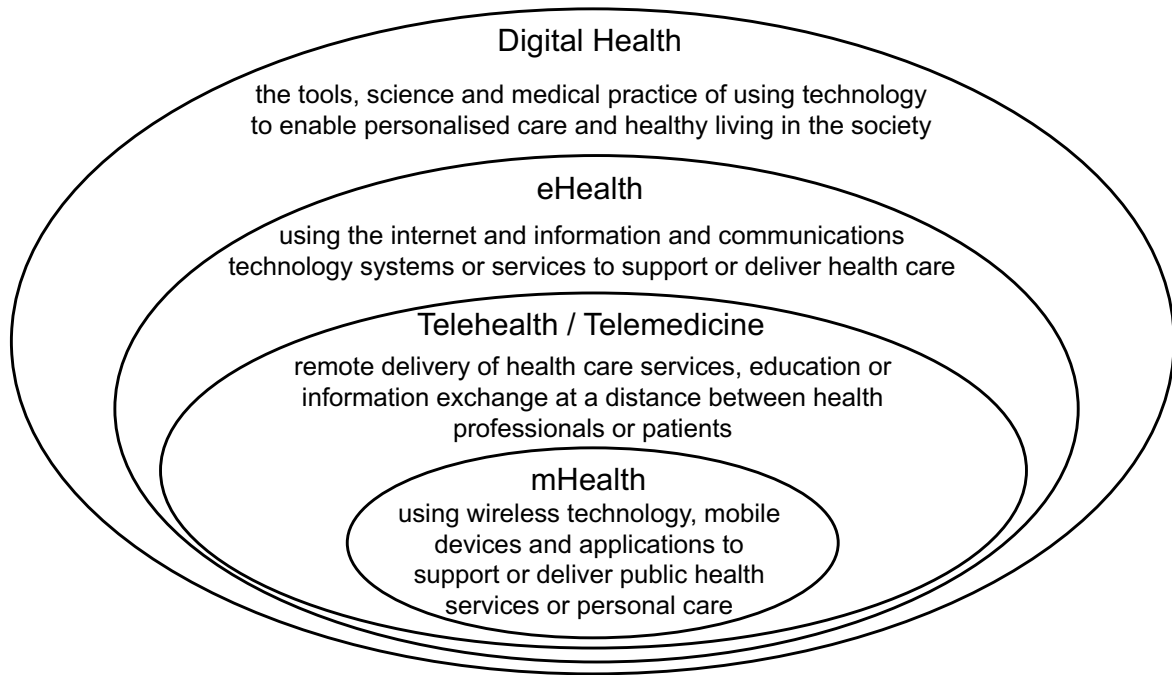 Digital Health
the tools, science and medical practice of using technology
to enable personalised care and healthy living in the society
eHealth
using the internet and information and communications
technology systems or services to support or deliver health care
Telehealth / Telemedicine
remote delivery of health care services, education or
information exchange at a distance between health
professionals or patients
mHealth
using wireless technology, mobile
devices and applications to
support or deliver public health
services or personal care